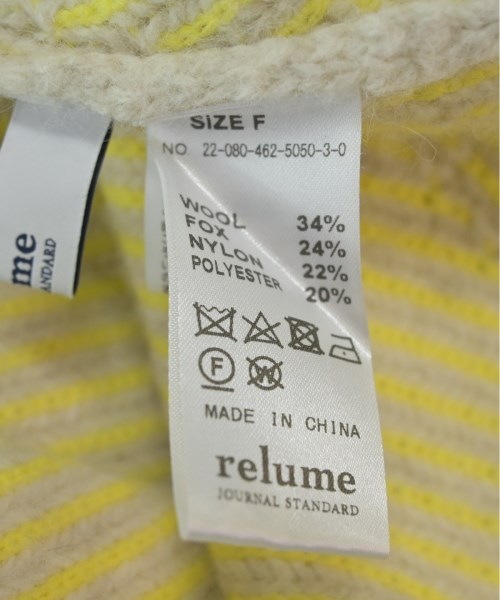 SIZE F
NO 22-080-462-5050-3-0
WOOL 34%
FOX 24%
NYLON 22%
POLYESTER 20%
F W
MADE IN CHINA
relume
JOURNAL STANDARD
me
ANDARD